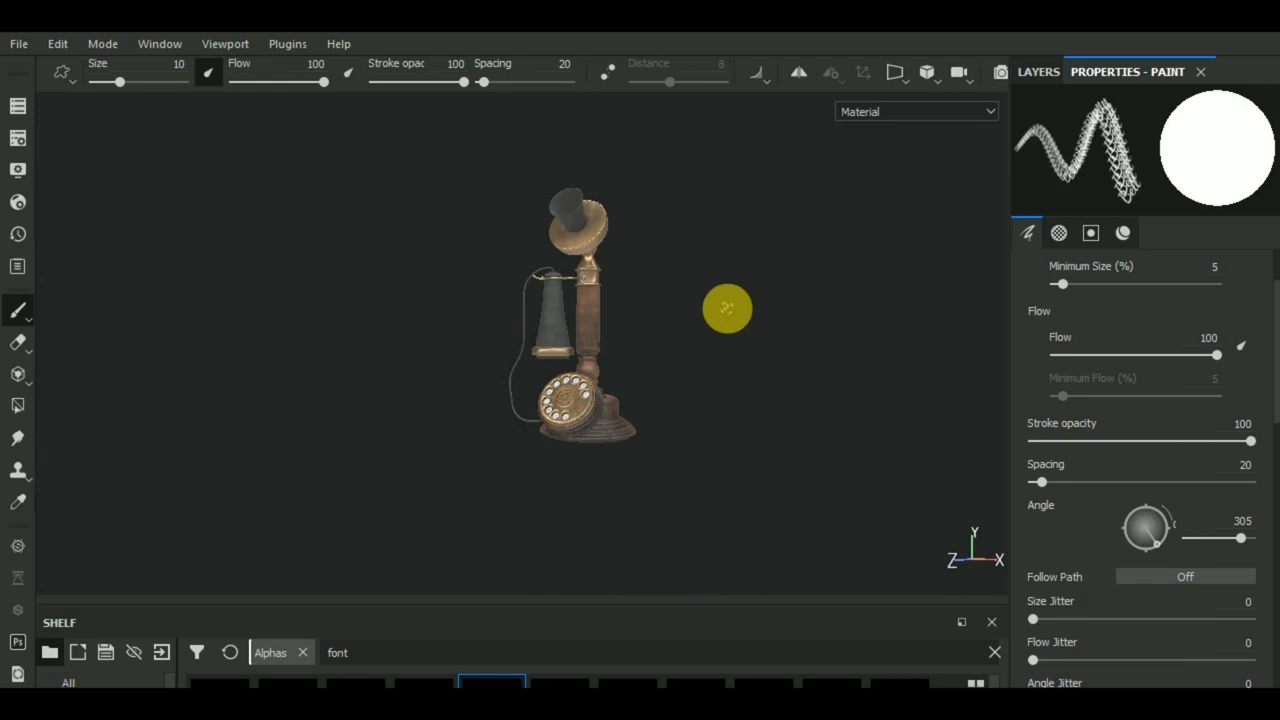 File Edit Mode Window Viewport Plugins Help
Size 10 Flow 100 Stroke opac 100 Spacing 20 Distance 8
LAYERS PROPERTIES - PAINT
Material
Minimum Size (%) 5
Flow
Flow 100
Minimum Flow (%) 5
Stroke opacity 100
Spacing 20
Angle
305
Follow Path Off
Size Jitter 0
Flow Jitter 0
Angle Jitter 0
Y
Z X
SHELF
Alphas font
All
Ps